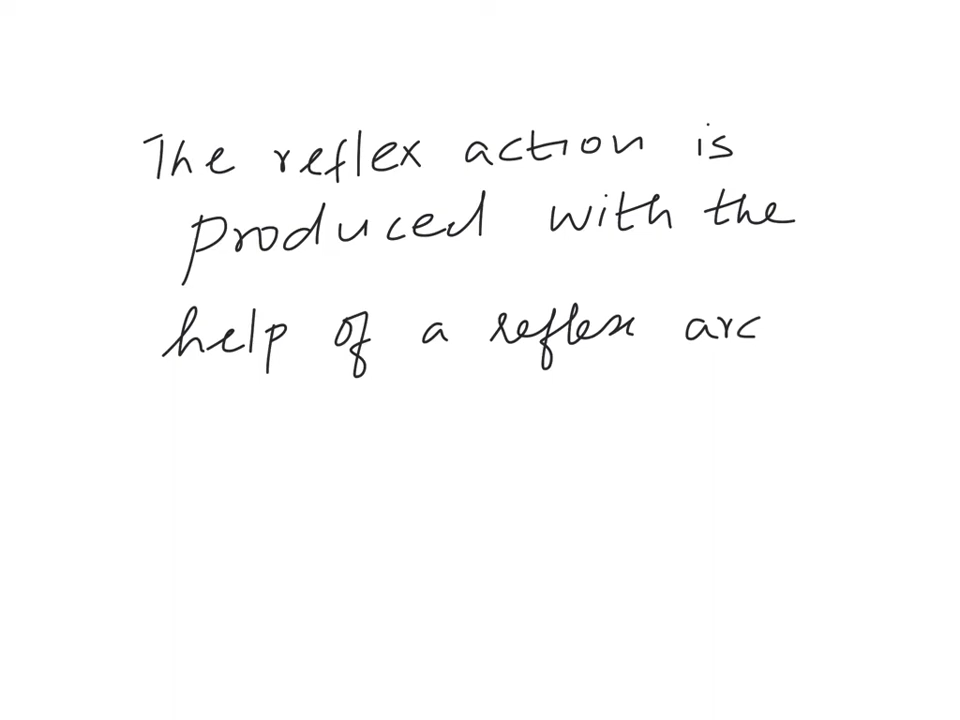 The reflex action is
produced with the
help of a reflex arc